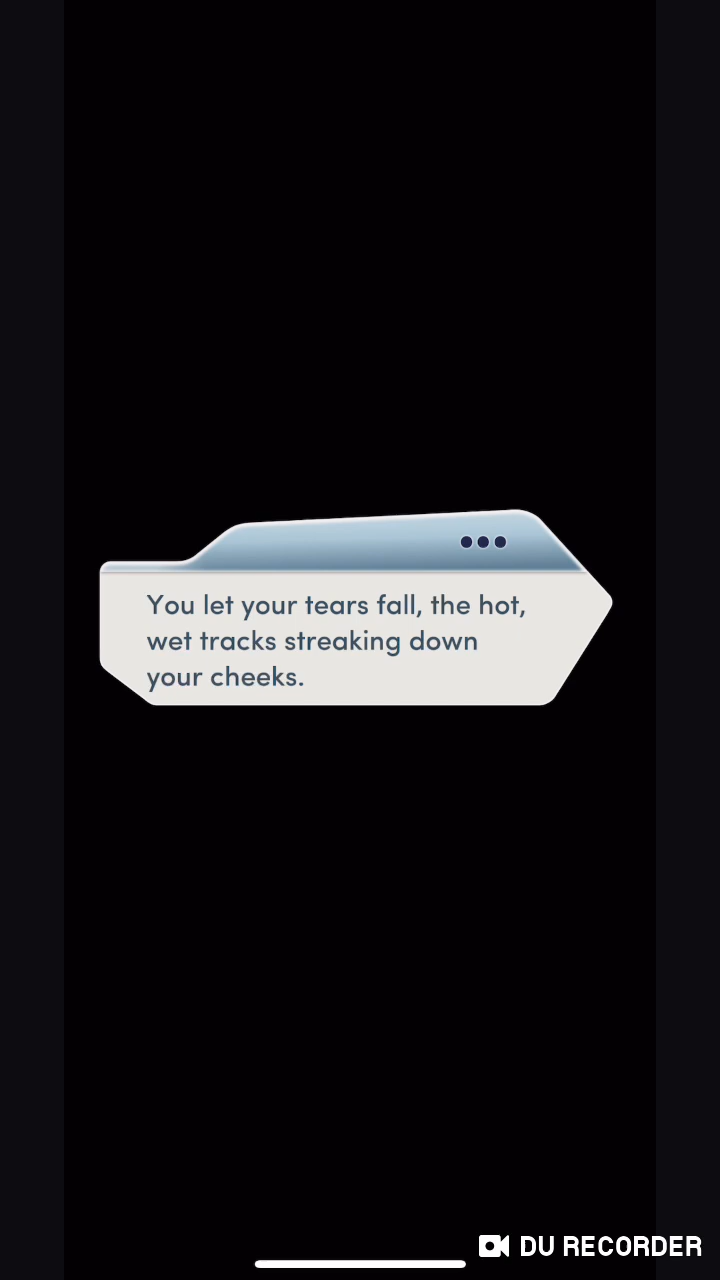 You let your tears fall, the hot,
wet tracks streaking down
your cheeks.
DU RECORDER